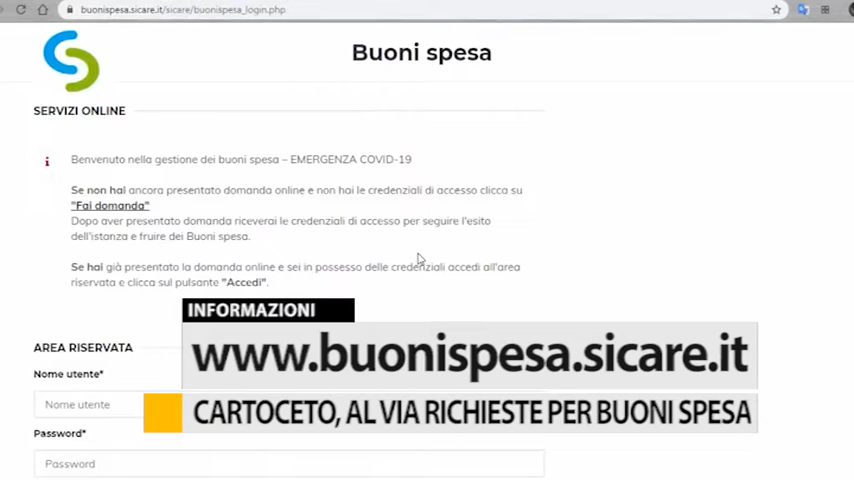 buonispesa.sicare.it/sicare/buonispesa_login.php
Buoni spesa
SERVIZI ONLINE
Benvenuto nella gestione dei buoni spesa – EMERGENZA COVID-19
Se non hai ancora presentato domanda online e non hai le credenziali di accesso clicca su
"Fai domanda"
Dopo aver presentato domanda riceverai le credenziali di accesso per seguire l'esito
dell'istanza e fruire dei Buoni spesa.
Se hai già presentato la domanda online e sei in possesso delle credenziali accedi all'area
riservata e clicca sul pulsante "Accedi".
INFORMAZIONI
www.buonispesa.sicare.it
CARTOCETO, AL VIA RICHIESTE PER BUONI SPESA
AREA RISERVATA
Nome utente*
Nome utente
Password*
Password